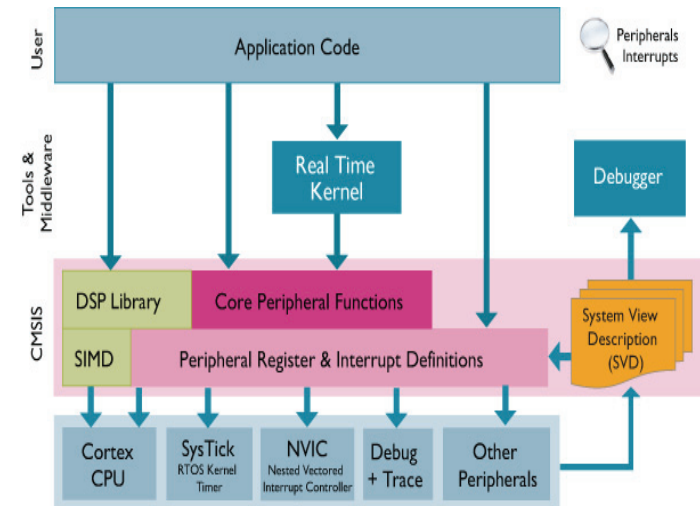 User
Application Code
Peripherals
Interrupts
Tools &
Middleware
Real Time
Kernel
Debugger
CMSIS
DSP Library
Core Peripheral Functions
System View
Description
(SVD)
SIMD
Peripheral Register & Interrupt Definitions
Cortex
CPU
SysTick
RTOS Kernel
Timer
NVIC
Nested Vectored
Interrupt Controller
Debug
+ Trace
Other
Peripherals